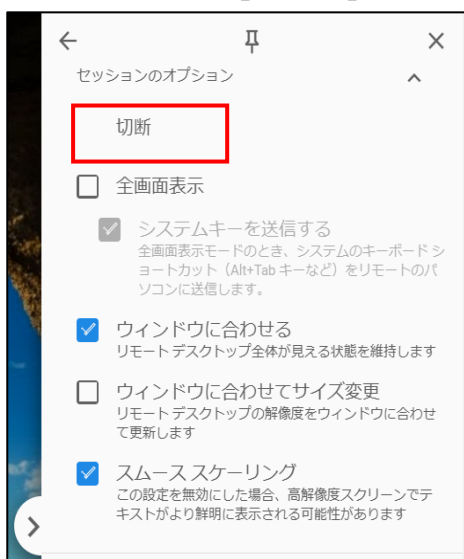 セッションのオプション
切断
全画面表示
システムキーを送信する
全画面表示モードのとき、システムのキーボード シ
ョートカット（Alt+Tab キーなど）をリモートのパ
ソコンに送信します。
ウィンドウに合わせる
リモート デスクトップ全体が見える状態を維持します
ウィンドウに合わせてサイズ変更
リモート デスクトップの解像度をウィンドウに合わせ
て更新します
スムース スケーリング
この設定を無効にした場合、高解像度スクリーンでテ
キストがより鮮明に表示される可能性があります